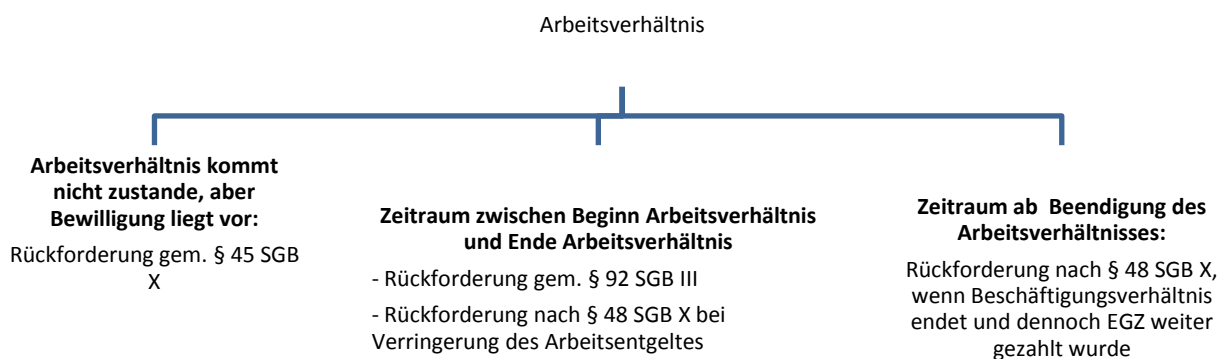 Arbeitsverhältnis
Arbeitsverhältnis kommt
nicht zustande, aber
Bewilligung liegt vor:
Rückforderung gem. § 45 SGB
X
Zeitraum zwischen Beginn Arbeitsverhältnis
und Ende Arbeitsverhältnis
- Rückforderung gem. § 92 SGB III
- Rückforderung nach § 48 SGB X bei
Verringerung des Arbeitsentgeltes
Zeitraum ab Beendigung des
Arbeitsverhältnisses:
Rückforderung nach § 48 SGB X,
wenn Beschäftigungsverhältnis
endet und dennoch EGZ weiter
gezahlt wurde